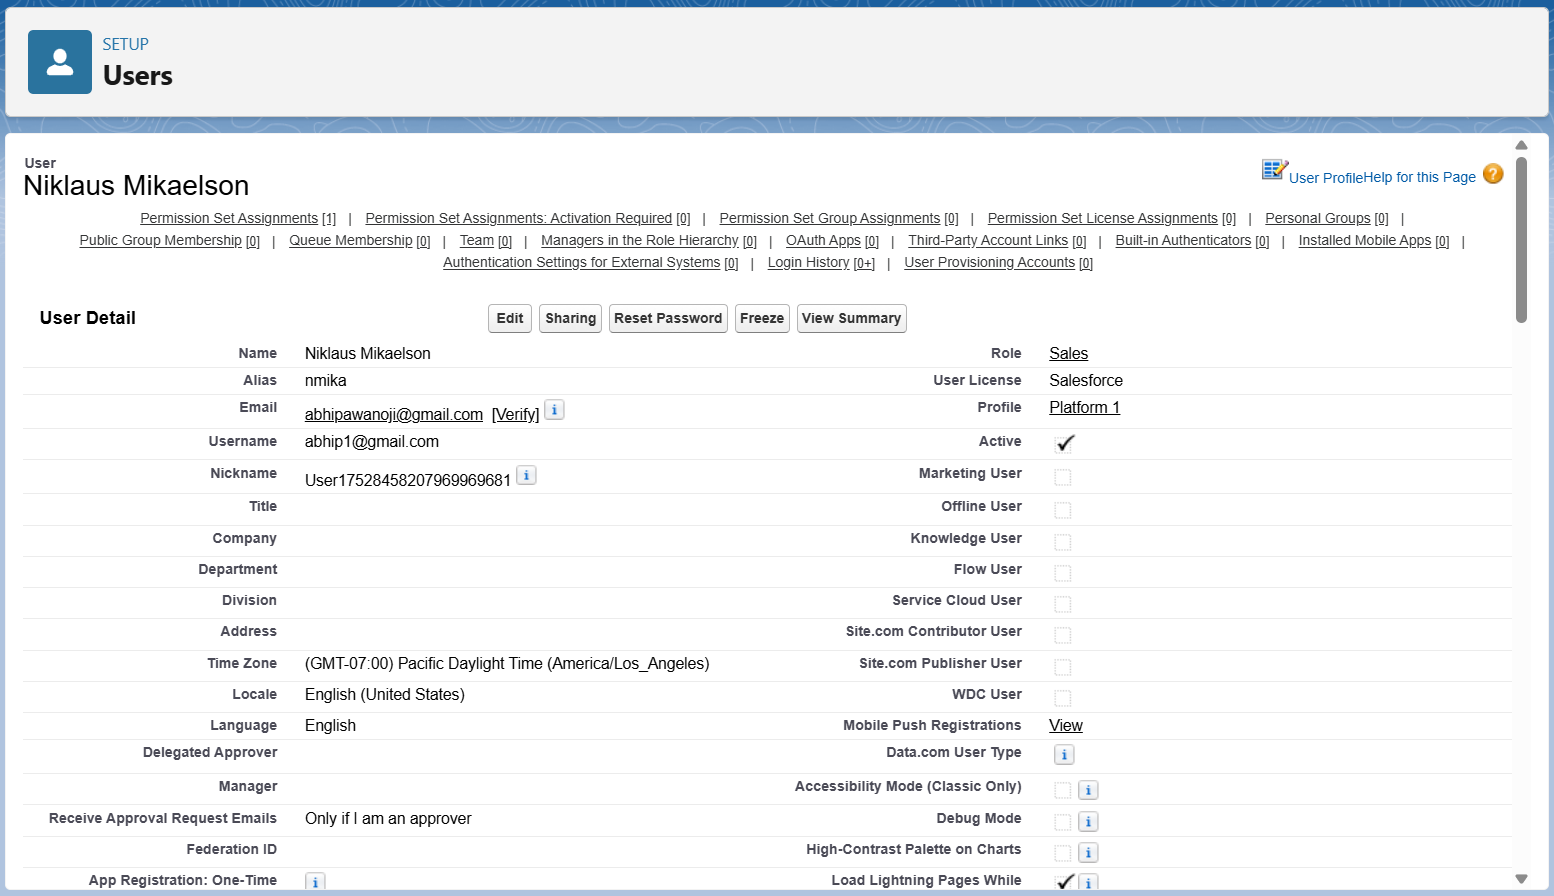 SETUP
Users
User
Niklaus Mikaelson
User Profile Help for this Page ?
Permission Set Assignments [1] | Permission Set Assignments: Activation Required [0] | Permission Set Group Assignments [0] | Permission Set License Assignments [0] | Personal Groups [0] |
Public Group Membership [0] | Queue Membership [0] | Team [0] | Managers in the Role Hierarchy [0] | OAuth Apps [0] | Third-Party Account Links [0] | Built-in Authenticators [0] | Installed Mobile Apps [0] |
Authentication Settings for External Systems [0] | Login History [0+] | User Provisioning Accounts [0]
User Detail Edit Sharing Reset Password Freeze View Summary
Name Niklaus Mikaelson Role Sales
Alias nmika User License Salesforce
Email abhipawanoji@gmail.com [Verify] i Profile Platform 1
Username abhip1@gmail.com Active
Nickname User17528458207969969681 i Marketing User
Title Offline User
Company Knowledge User
Department Flow User
Division Service Cloud User
Address Site.com Contributor User
Time Zone (GMT-07:00) Pacific Daylight Time (America/Los_Angeles) Site.com Publisher User
Locale English (United States) WDC User
Language English Mobile Push Registrations View
Delegated Approver Data.com User Type i
Manager Accessibility Mode (Classic Only) i
Receive Approval Request Emails Only if I am an approver Debug Mode i
Federation ID High-Contrast Palette on Charts i
App Registration: One-Time i Load Lightning Pages While i